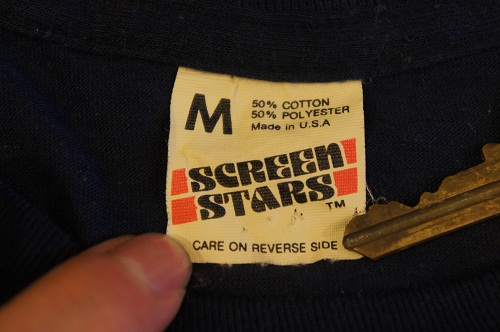 M
50% COTTON
50% POLYESTER
Made in U.S.A
SCREEN
STARS
TM
CARE ON REVERSE SIDE